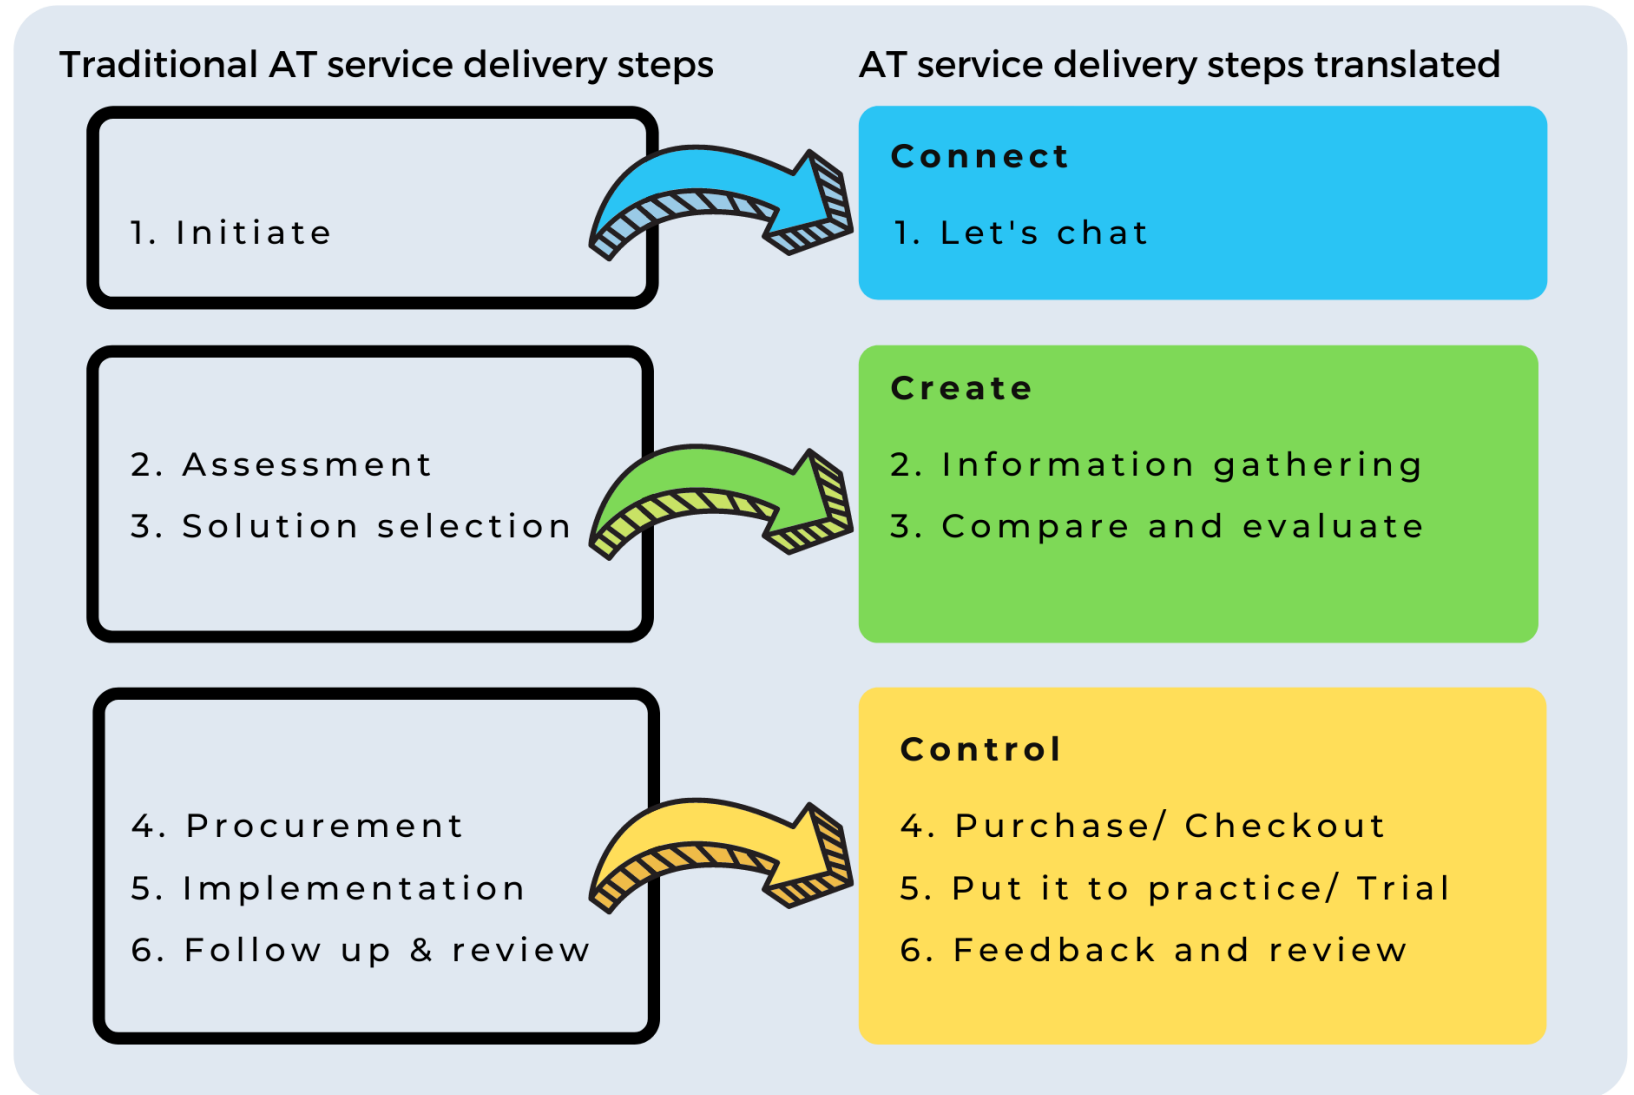 Traditional AT service delivery steps
AT service delivery steps translated
1. Initiate
Connect
1. Let's chat
2. Assessment
3. Solution selection
Create
2. Information gathering
3. Compare and evaluate
4. Procurement
5. Implementation
6. Follow up & review
Control
4. Purchase/ Checkout
5. Put it to practice/ Trial
6. Feedback and review